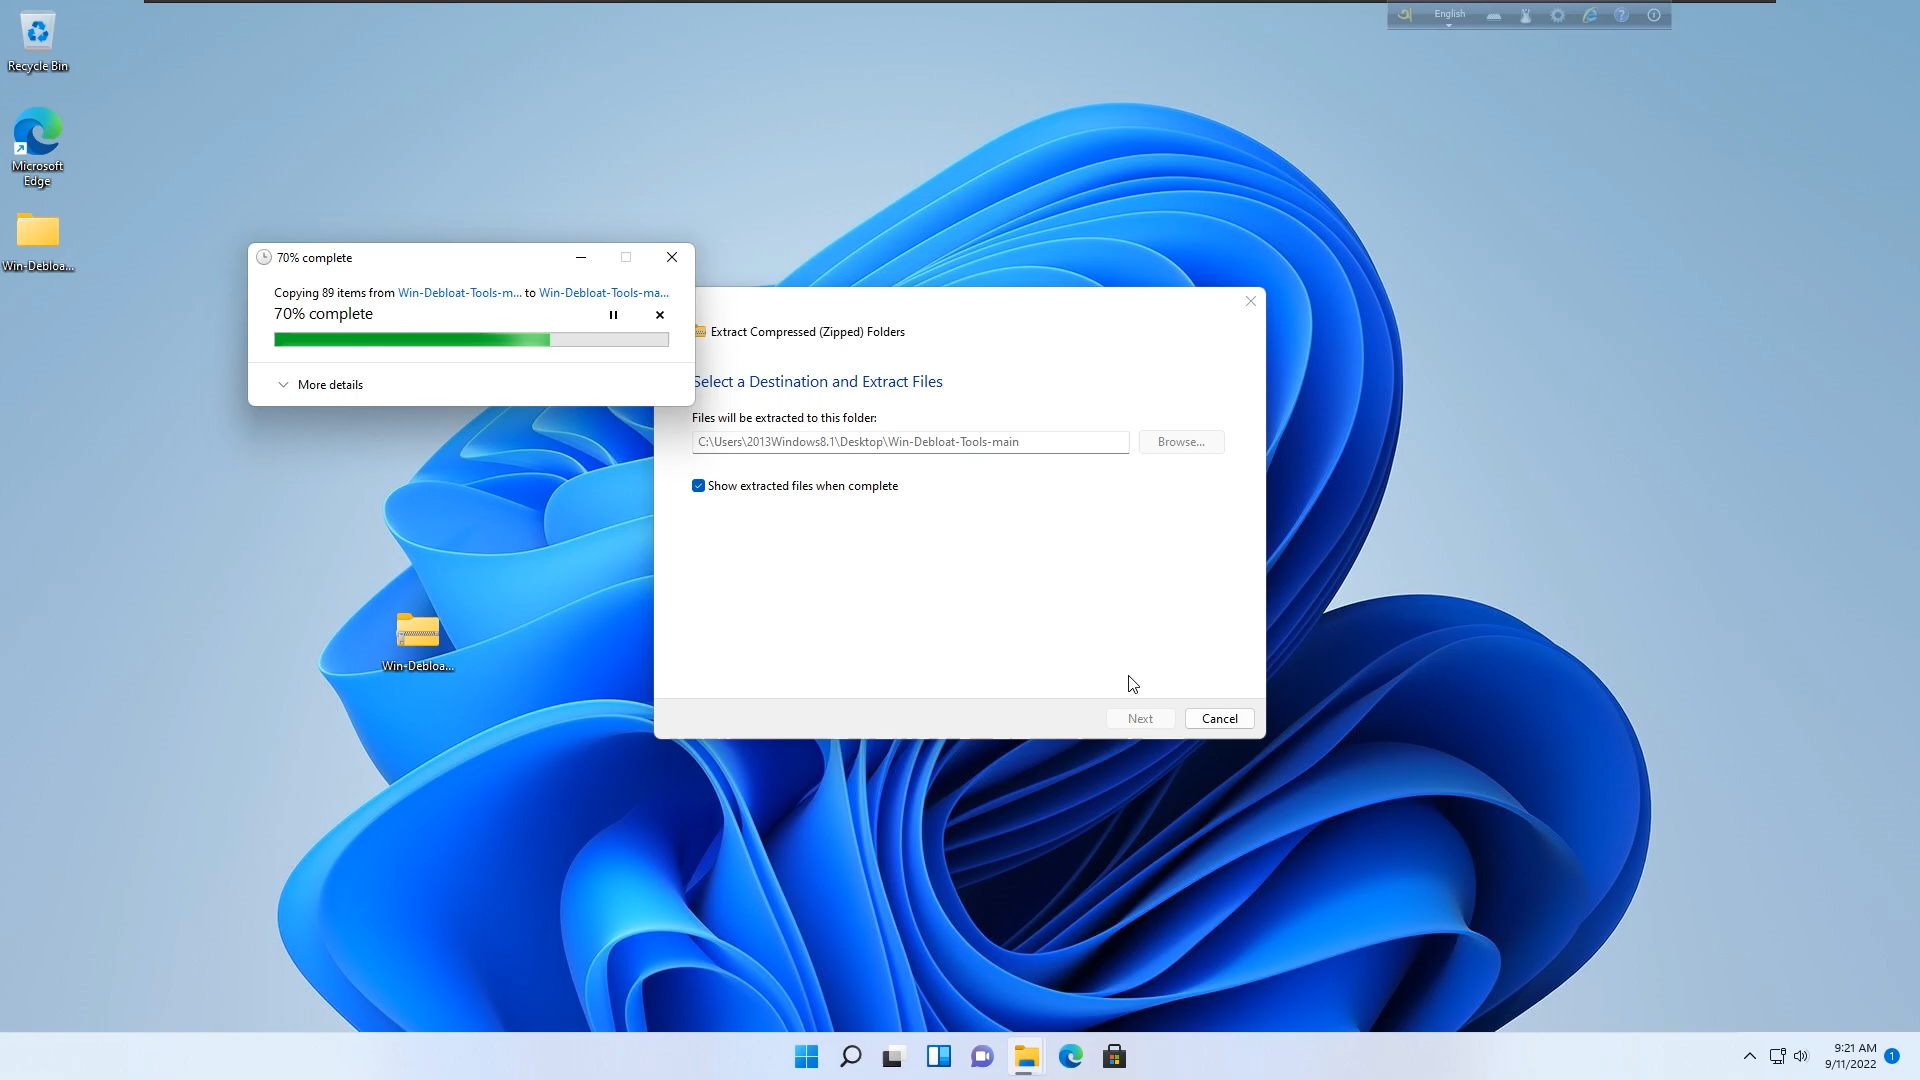 English
Recycle Bin
Microsoft
Edge
Win-Debloa...
70% complete
Copying 89 items from Win-Debloat-Tools-m... to Win-Debloat-Tools-ma...
70% complete
More details
Extract Compressed (Zipped) Folders
Select a Destination and Extract Files
Files will be extracted to this folder:
C:\Users\2013Windows8.1\Desktop\Win-Debloat-Tools-main
Browse...
Show extracted files when complete
Next
Cancel
Win-Debloa...
9:21 AM
9/11/2022
1